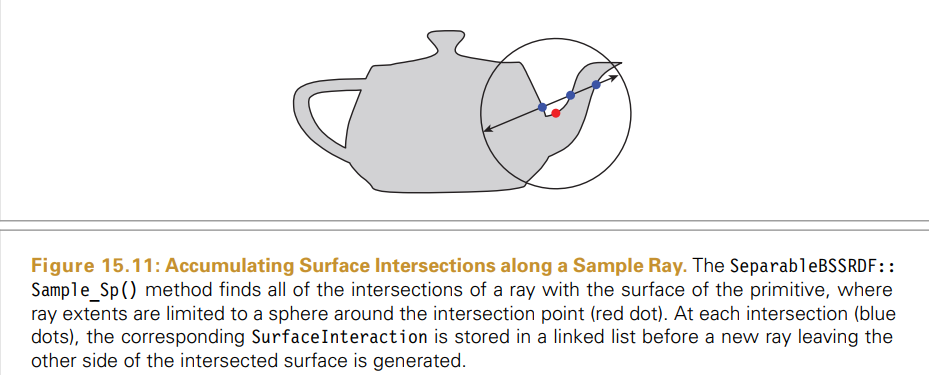 Figure 15.11: Accumulating Surface Intersections along a Sample Ray. The SeparableBSSRDF::
Sample_Sp() method finds all of the intersections of a ray with the surface of the primitive, where
ray extents are limited to a sphere around the intersection point (red dot). At each intersection (blue
dots), the corresponding SurfaceInteraction is stored in a linked list before a new ray leaving the
other side of the intersected surface is generated.